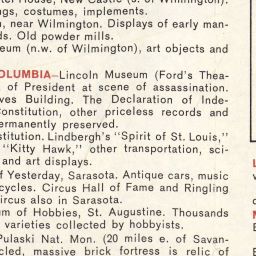 House, New Castle (s. of Wilmington).
ngs, costumes, implements.
n, near Wilmington. Displays of early man-
ds. Old powder mills.
eum (n.w. of Wilmington), art objects and
OLUMBIA—Lincoln Museum (Ford's Thea-
of President at scene of assassination.
ves Building. The Declaration of Inde-
Constitution, other priceless records and
ermanently preserved.
stitution. Lindbergh's "Spirit of St. Louis,"
"Kitty Hawk," other transportation, sci-
and art displays.
f Yesterday, Sarasota. Antique cars, music
cycles. Circus Hall of Fame and Ringling
ircus also in Sarasota.
um of Hobbies, St. Augustine. Thousands
varieties collected by hobbyists.
Pulaski Nat. Mon. (20 miles e. of Savan-
cled, massive brick fortress is relic of